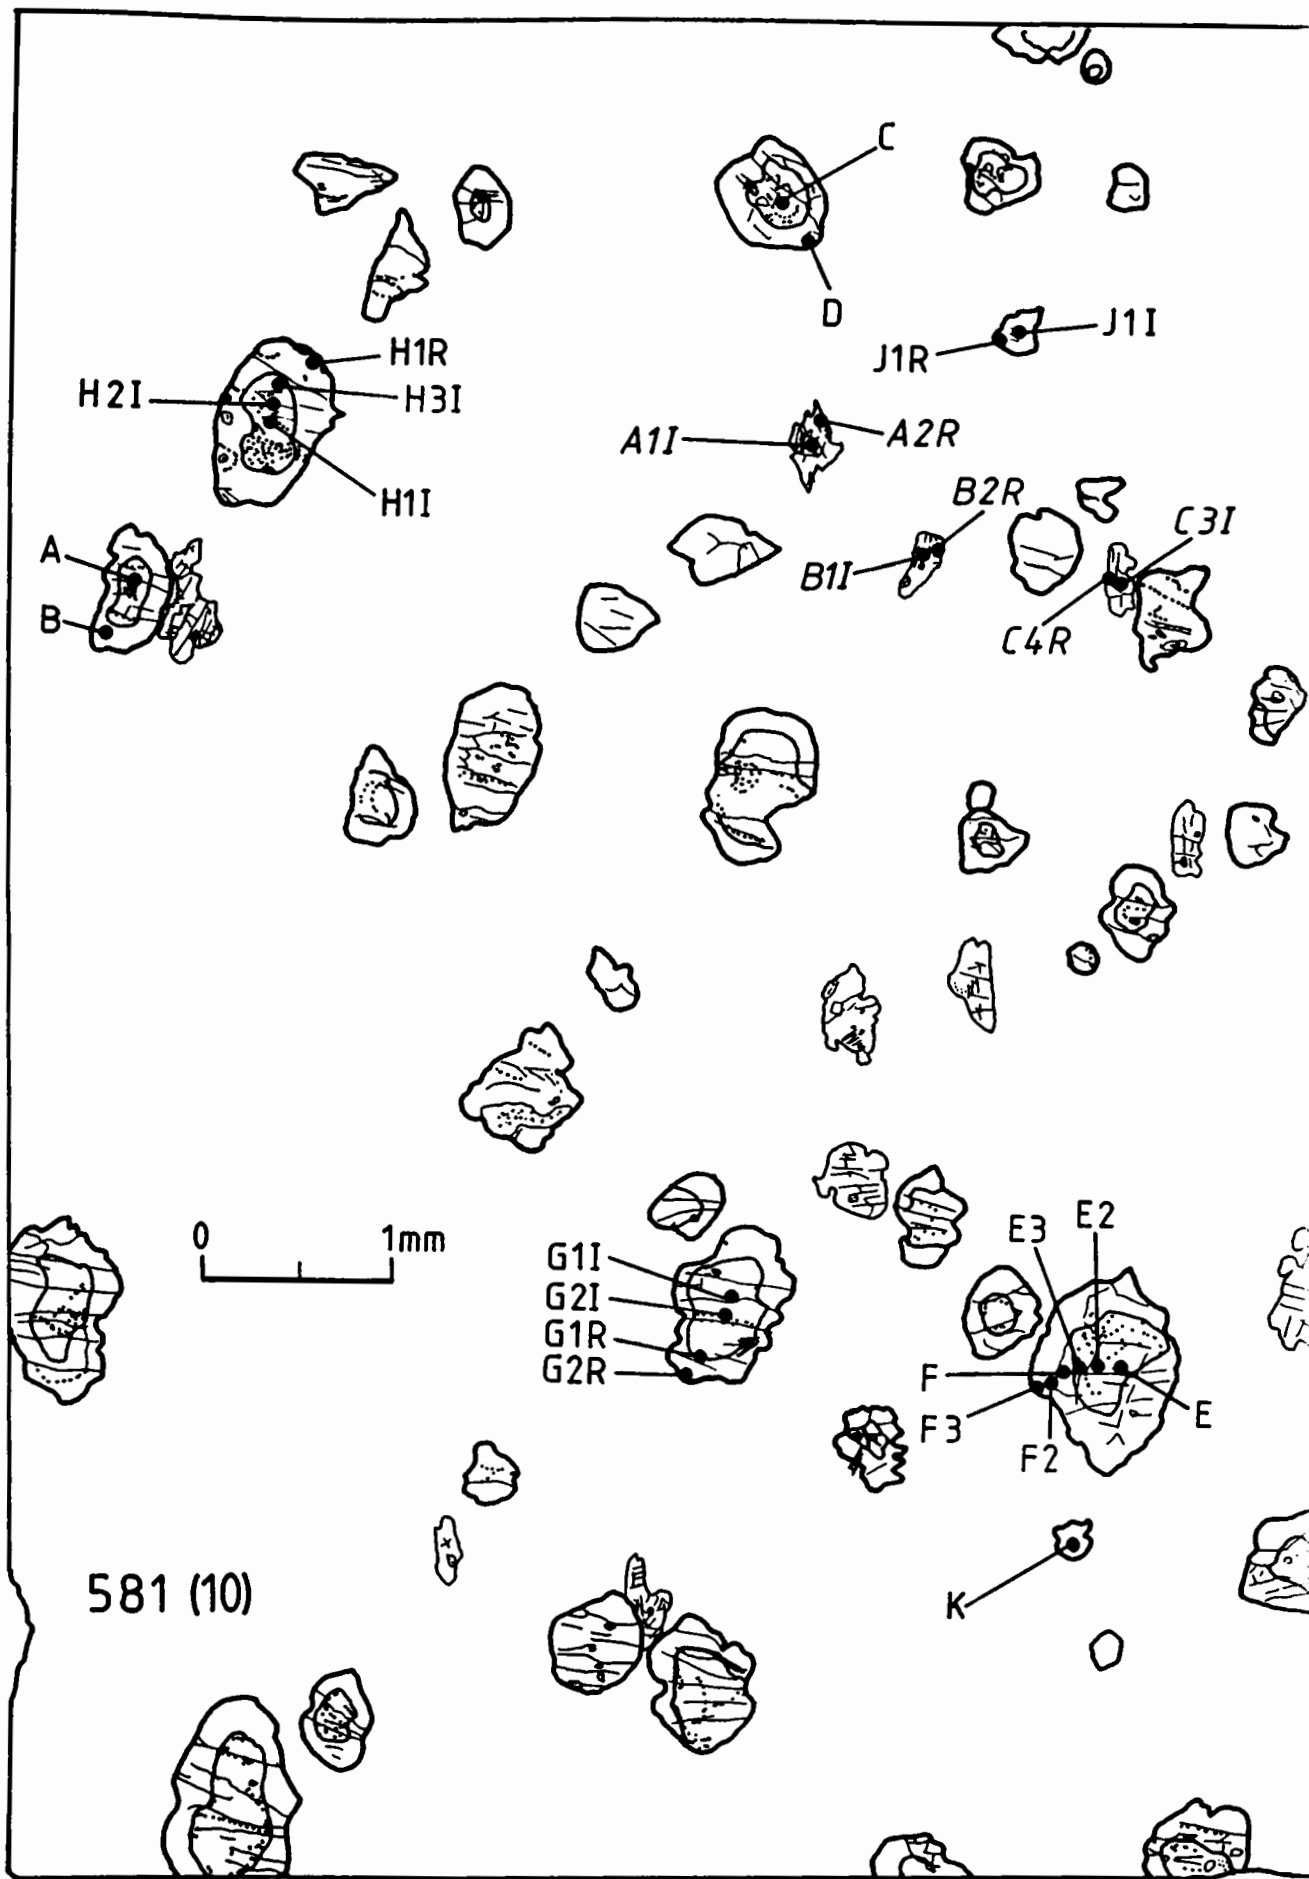 C
D
J1I
J1R
H1R
H2I
H3I
H1I
A1I
A2R
B2R
B1I
C3I
C4R
A
B
0 1mm
E3
E2
G1I
G2I
G1R
G2R
F
F3
F2
E
K
581 (10)